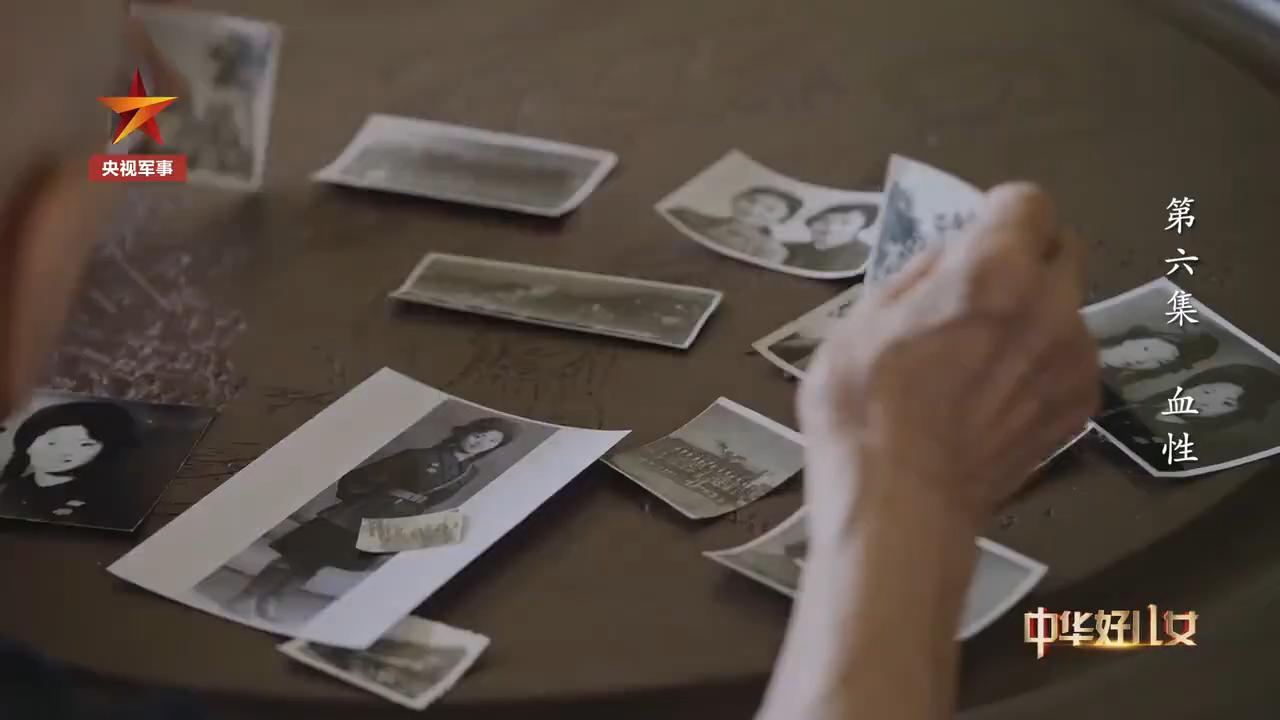 央视军事
第六集 血性
中华好儿女